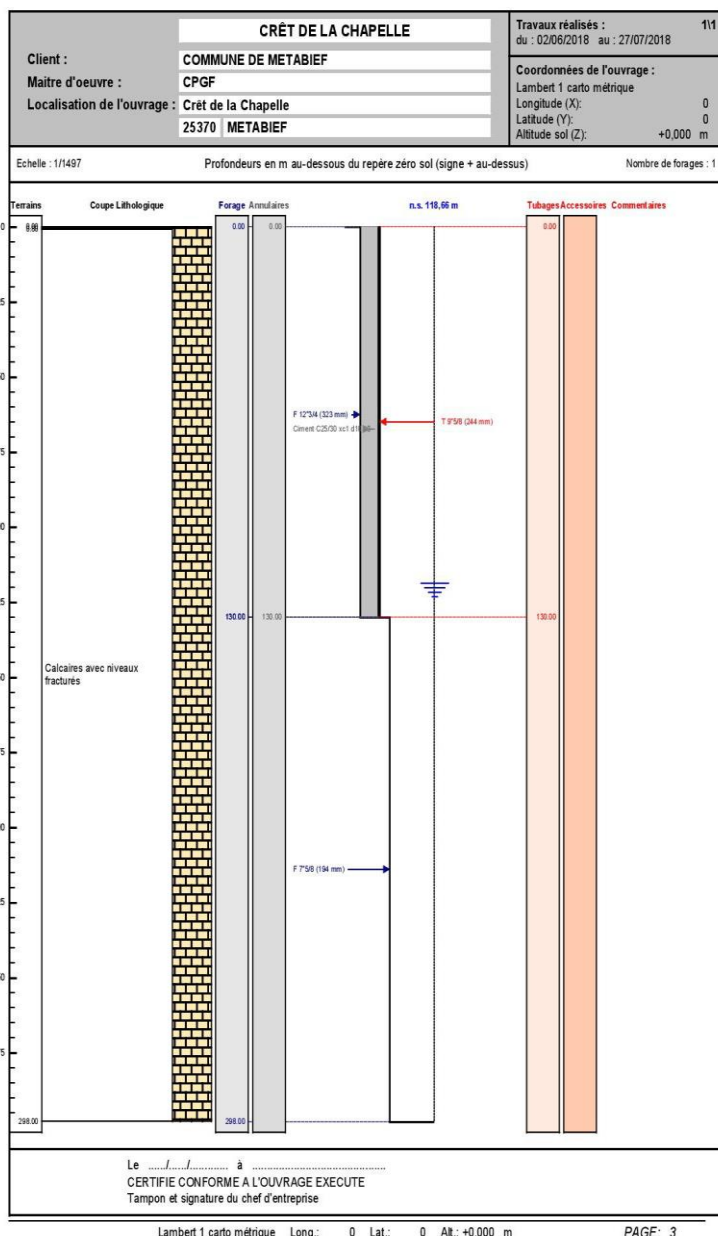 CRÊT DE LA CHAPELLE
Travaux réalisés : 1\1
du : 02/06/2018 au : 27/07/2018
Client : COMMUNE DE METABIEF
Maitre d'oeuvre : CPGF
Localisation de l'ouvrage : Crêt de la Chapelle
25370 METABIEF
Coordonnées de l'ouvrage :
Lambert 1 carto métrique
Longitude (X): 0
Latitude (Y): 0
Altitude sol (Z): +0,000 m
Echelle : 1/1497 Profondeurs en m au-dessous du repère zéro sol (signe + au-dessus) Nombre de forages : 1
Terrains Coupe Lithologique Forage Annulaires n.s. 118,66 m Tubages Accessoires Commentaires
0.00 0.00 0.00
F 12"3/4 (323 mm)
T 9"5/8 (244 mm)
Ciment C25/30 xc1
130.00 130.00 130.00
Calcaires avec niveaux
fracturés
F 7"5/8 (194 mm)
298.00 298.00
Le ....../....../............. à ................................................
CERTIFIE CONFORME A L'OUVRAGE EXECUTE
Tampon et signature du chef d'entreprise
Lambert 1 carto métrique Long.: 0 Lat.: 0 Alt.: +0.000 m PAGE: 3